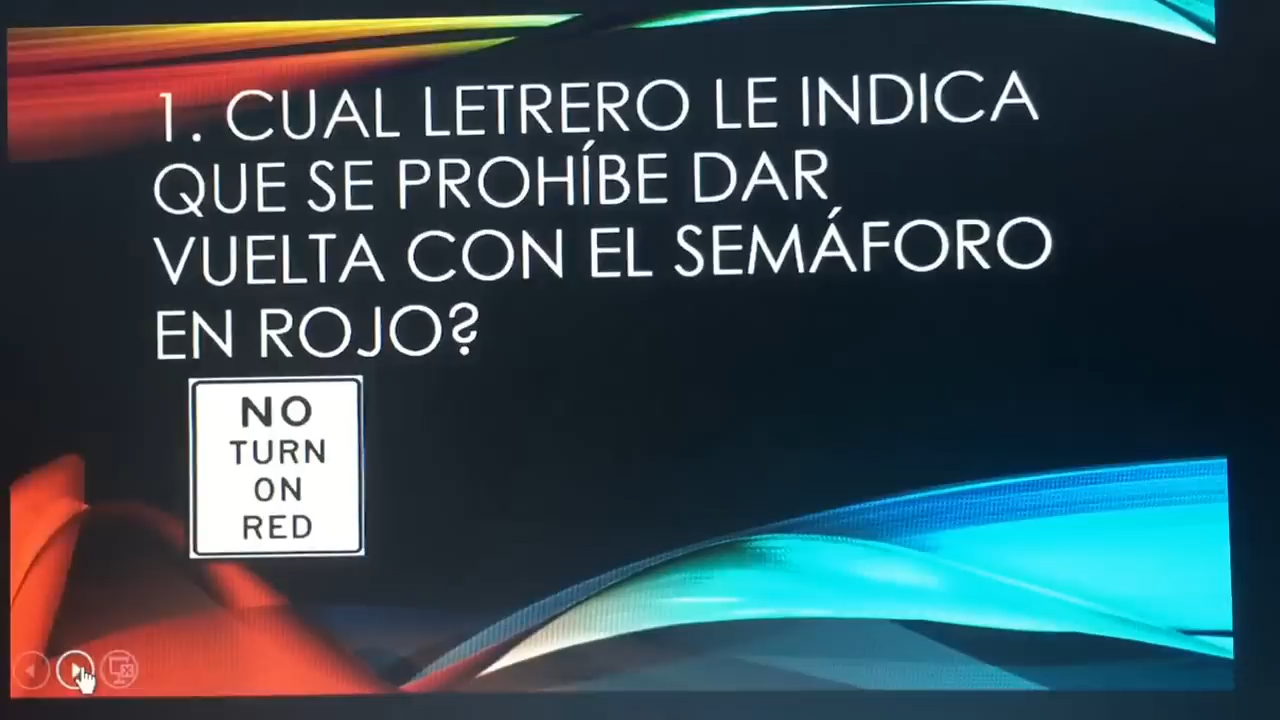 1. CUAL LETRERO LE INDICA
QUE SE PROHÍBE DAR
VUELTA CON EL SEMÁFORO
EN ROJO?
NO
TURN
ON
RED